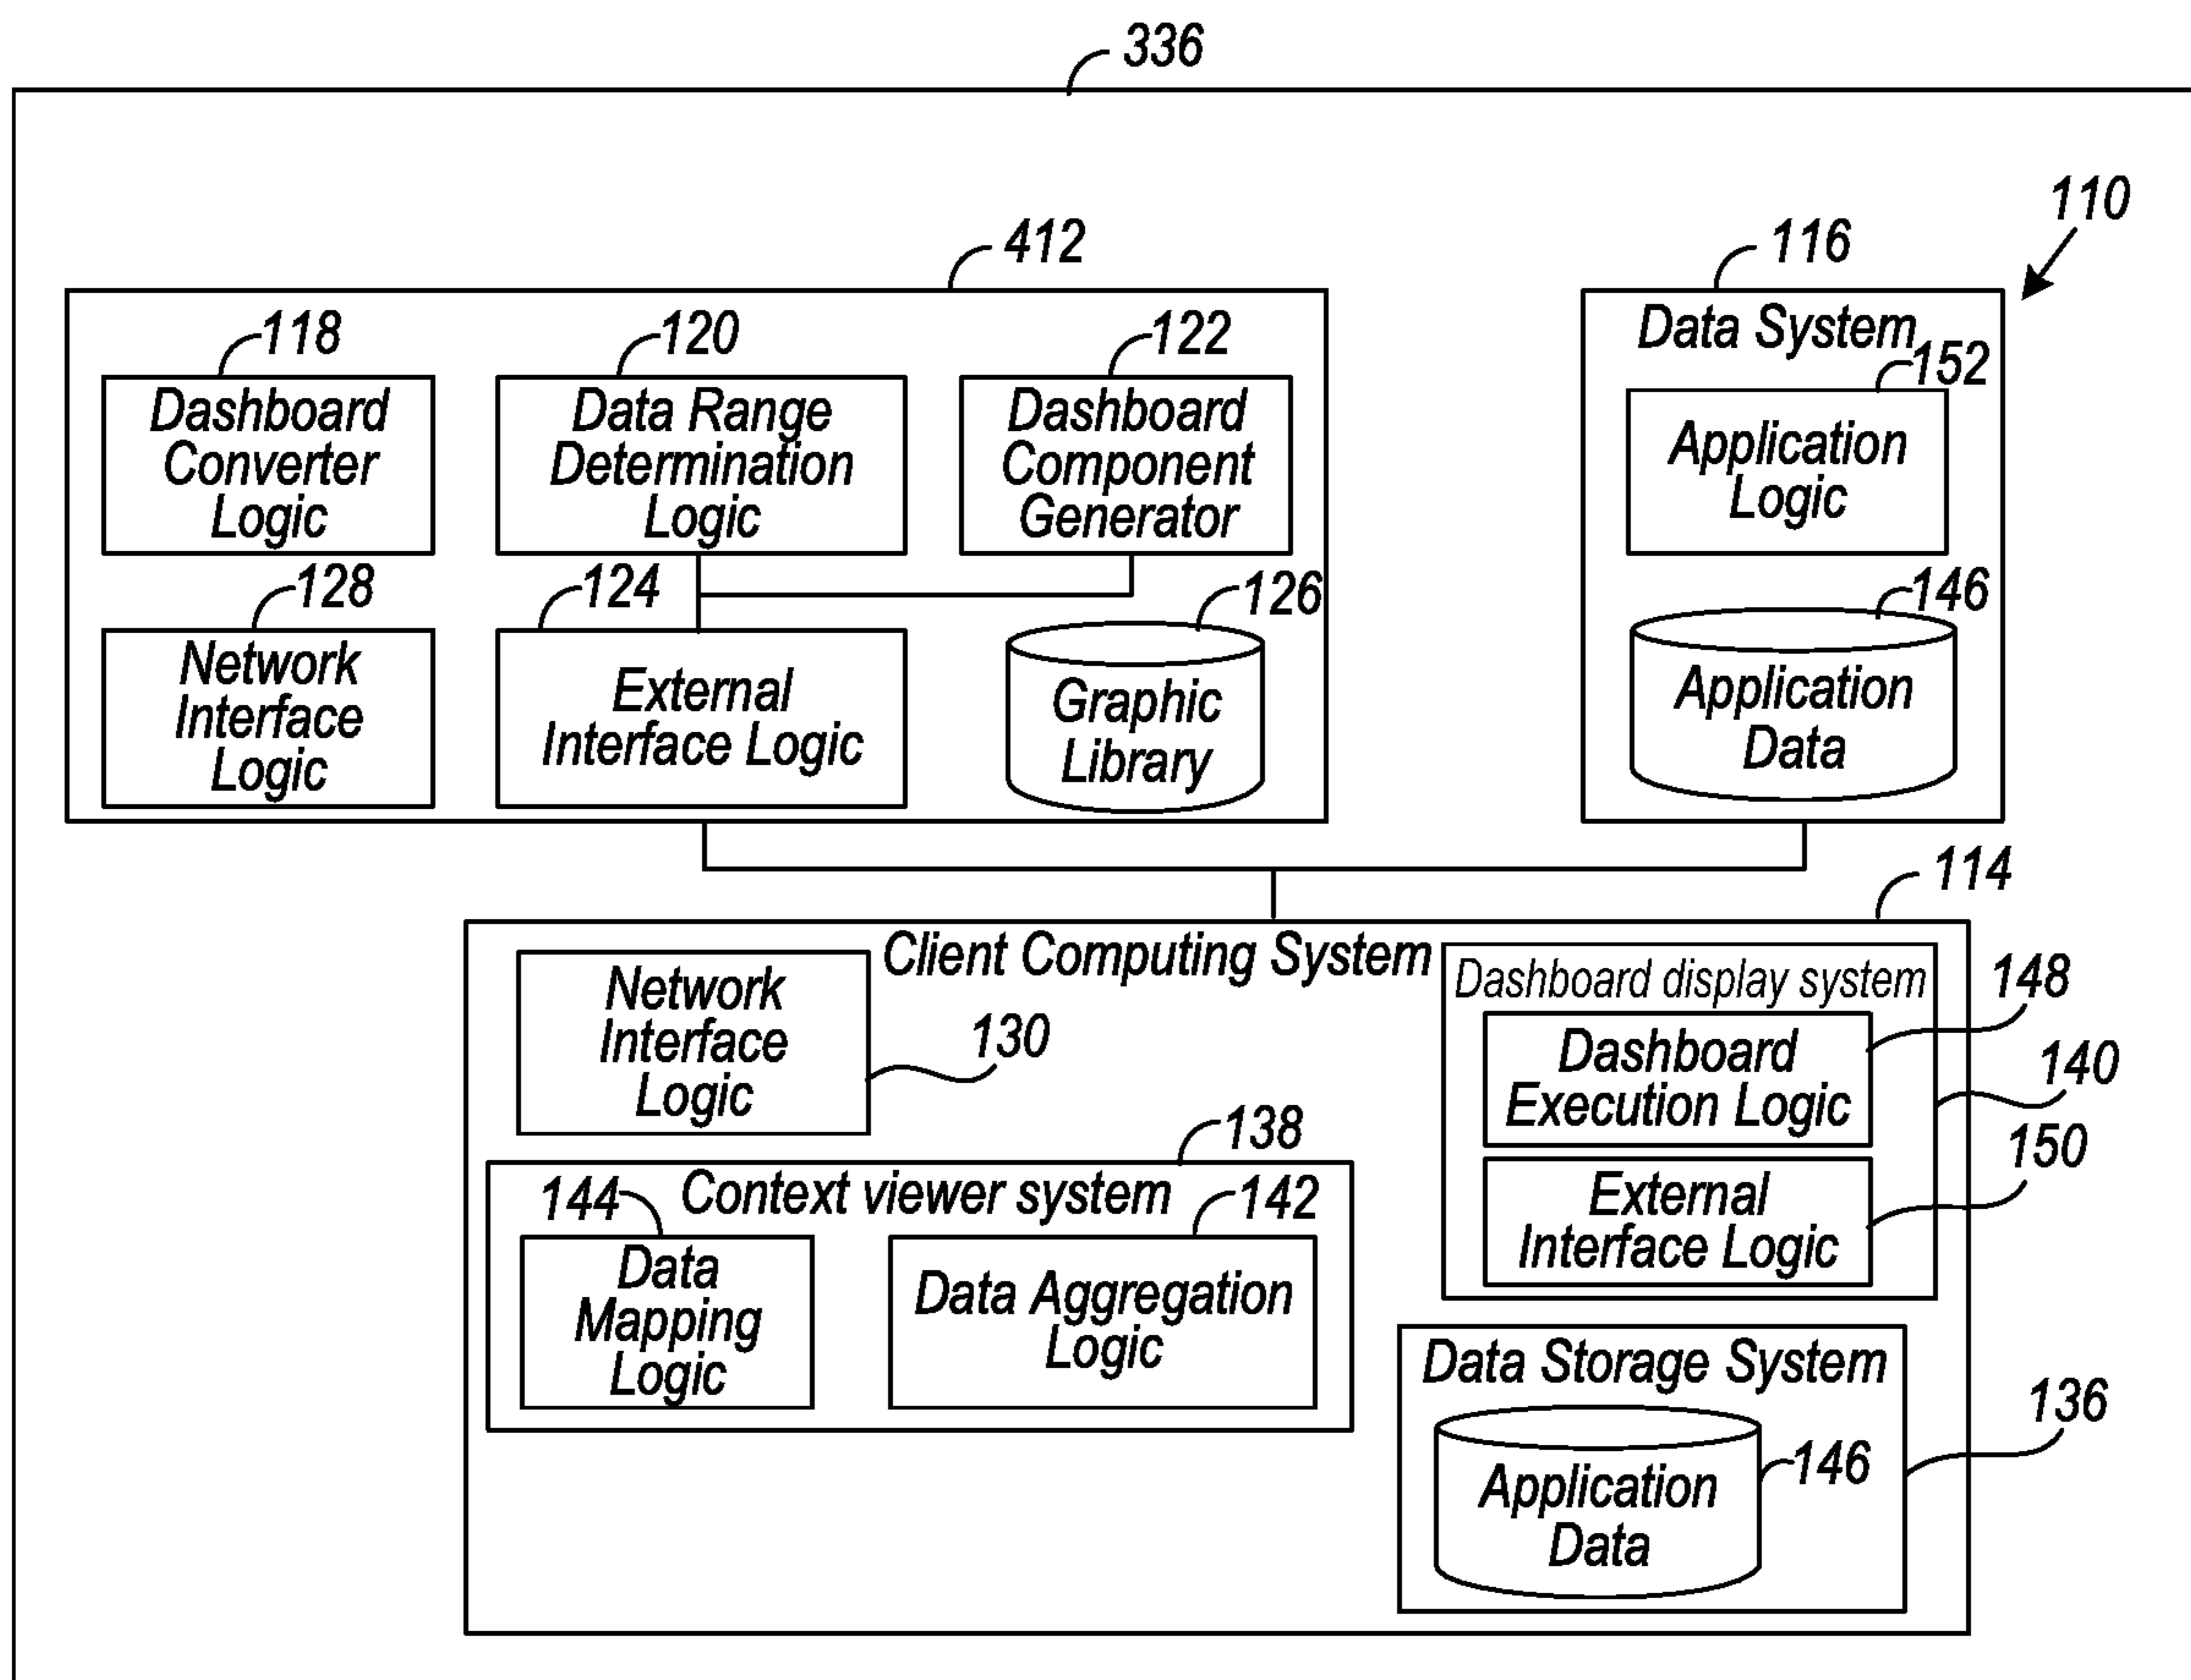 336
110
412
116
118
120
122
Data System
152
Dashboard
Converter
Logic
Data Range
Determination
Logic
Dashboard
Component
Generator
Application
Logic
128
124
126
146
Network
Interface
Logic
External
Interface Logic
Graphic
Library
Application
Data
114
Client Computing System
Network
Interface
Logic
130
Dashboard display system
148
Dashboard
Execution Logic
140
150
External
Interface Logic
138
144
Context viewer system
142
Data
Mapping
Logic
Data Aggregation
Logic
Data Storage System
136
146
Application
Data